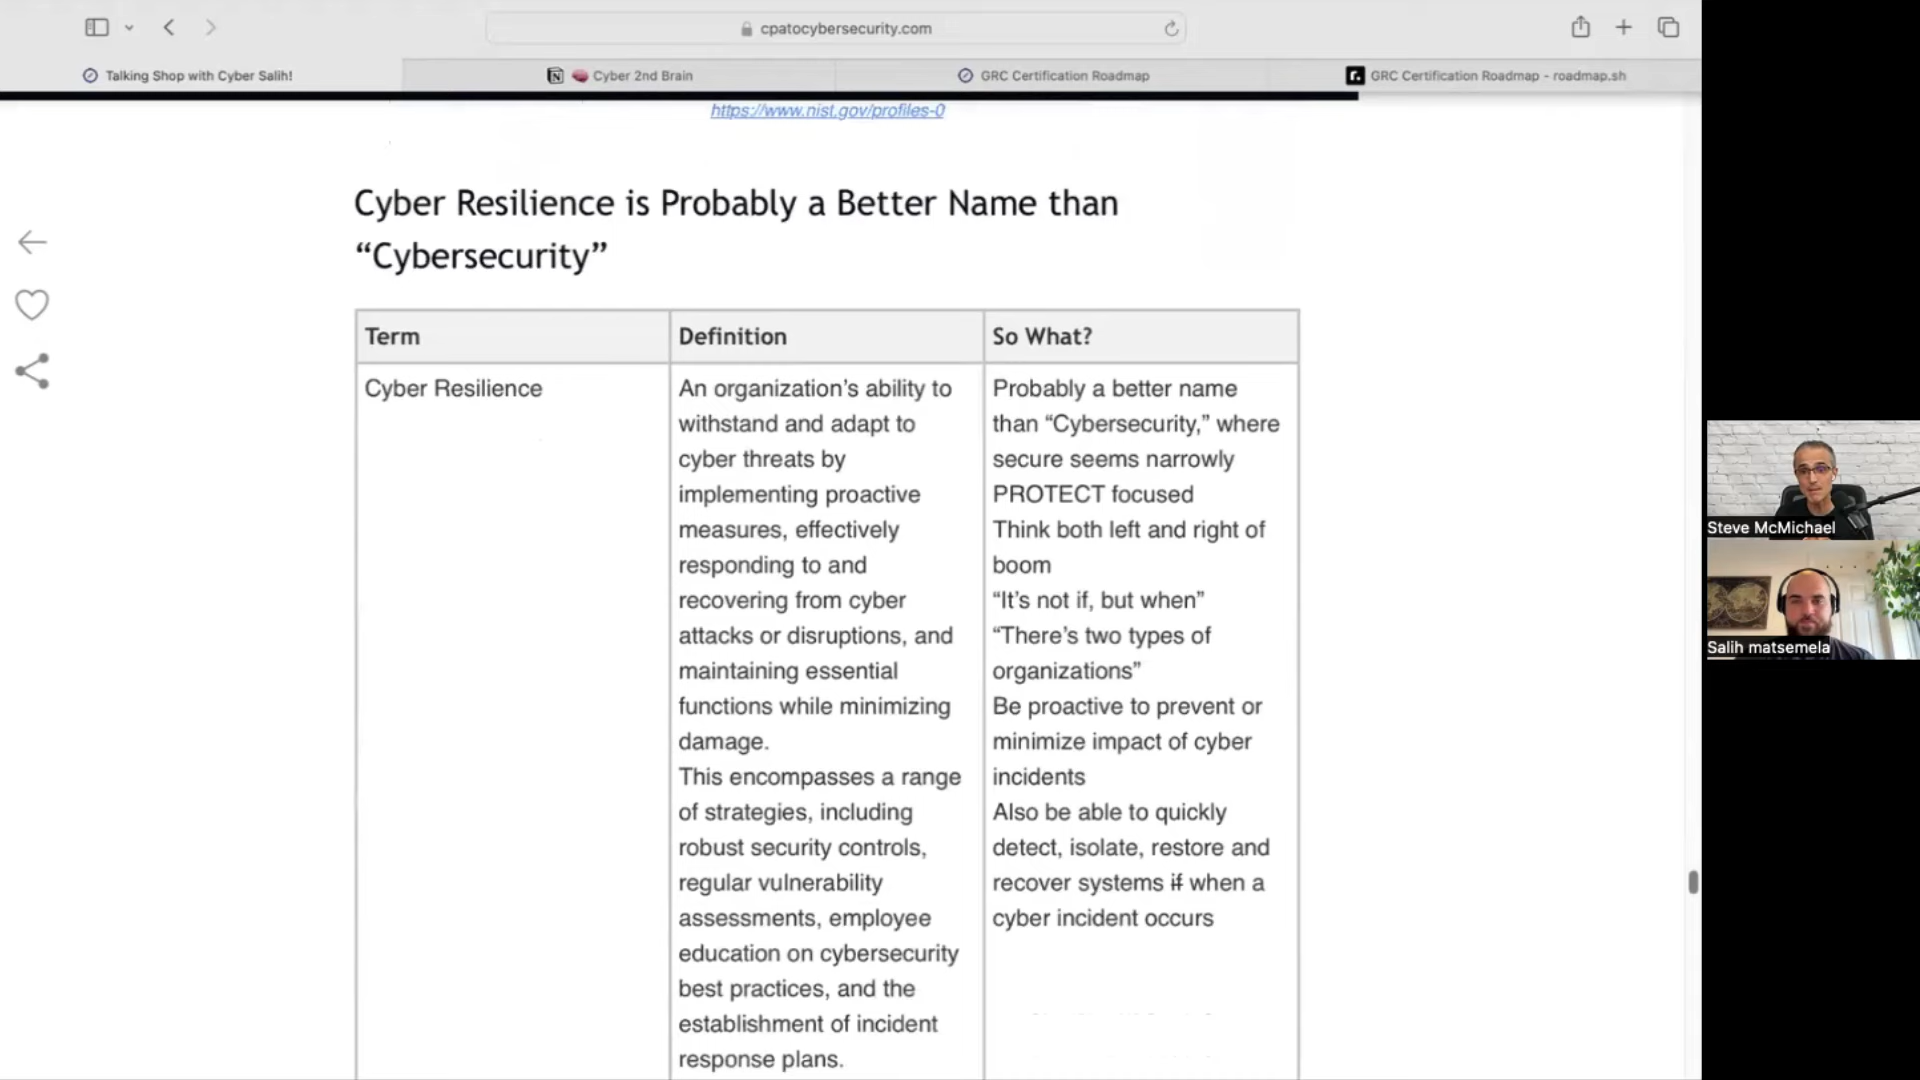 cpatocybersecurity.com
Talking Shop with Cyber Salih!
Cyber 2nd Brain
GRC Certification Roadmap
GRC Certification Roadmap - roadmap.sh
https://www.nist.gov/profiles-0
Cyber Resilience is Probably a Better Name than
“Cybersecurity”
Term
Definition
So What?
Cyber Resilience
An organization’s ability to
withstand and adapt to
cyber threats by
implementing proactive
measures, effectively
responding to and
recovering from cyber
attacks or disruptions, and
maintaining essential
functions while minimizing
damage.
This encompasses a range
of strategies, including
robust security controls,
regular vulnerability
assessments, employee
education on cybersecurity
best practices, and the
establishment of incident
response plans.
Probably a better name
than “Cybersecurity,” where
secure seems narrowly
PROTECT focused
Think both left and right of
boom
“It’s not if, but when”
“There’s two types of
organizations”
Be proactive to prevent or
minimize impact of cyber
incidents
Also be able to quickly
detect, isolate, restore and
recover systems if when a
cyber incident occurs
Steve McMichael
Salih matsemela